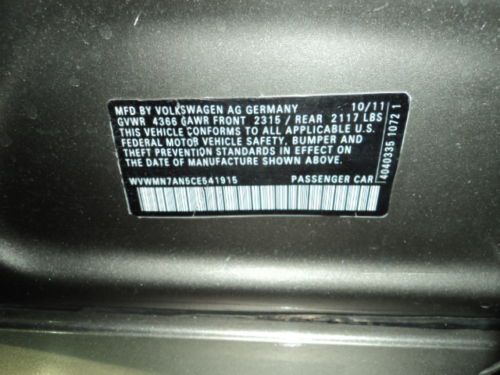 MFD BY VOLKSWAGEN AG GERMANY 10/11
GVWR 4366 GAWR FRONT 2315 / REAR 2117 LBS
THIS VEHICLE CONFORMS TO ALL APPLICABLE U.S.
FEDERAL MOTOR VEHICLE SAFETY, BUMPER AND
THEFT PREVENTION STANDARDS IN EFFECT ON THE
DATE OF MANUFACTURE SHOWN ABOVE.
WVWMN7AN5CE541915 PASSENGER CAR
4040335 1072 1